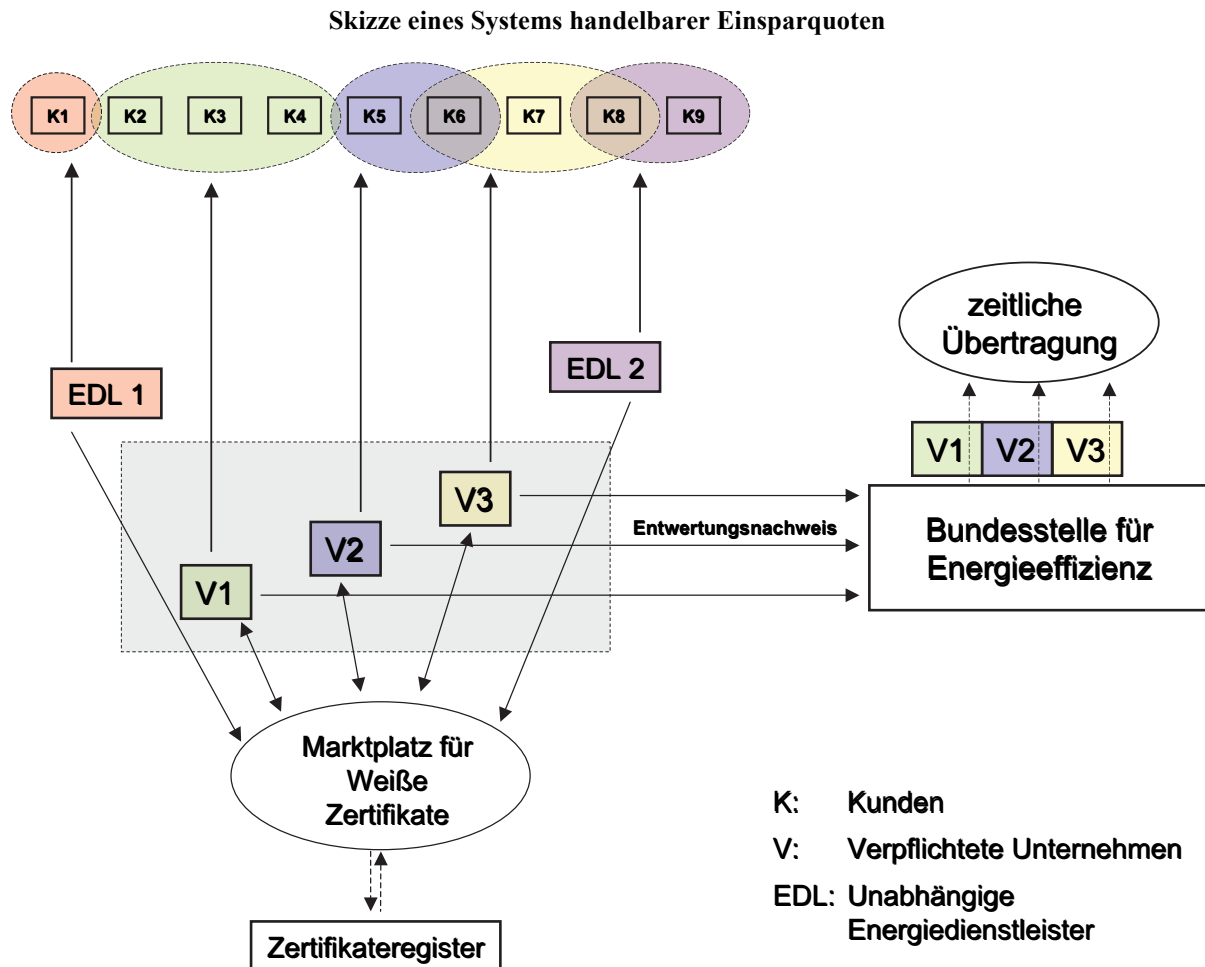 Skizze eines Systems handelbarer Einsparquoten
K1 K2 K3 K4 K5 K6 K7 K8 K9
zeitliche
Übertragung
EDL 1
EDL 2
V1 V2 V3
V3
Entwertungsnachweis
V2
V1
Bundesstelle für
Energieeffizienz
Marktplatz für
Weiße
Zertifikate
Zertifikateregister
K: Kunden
V: Verpflichtete Unternehmen
EDL: Unabhängige
Energiedienstleister